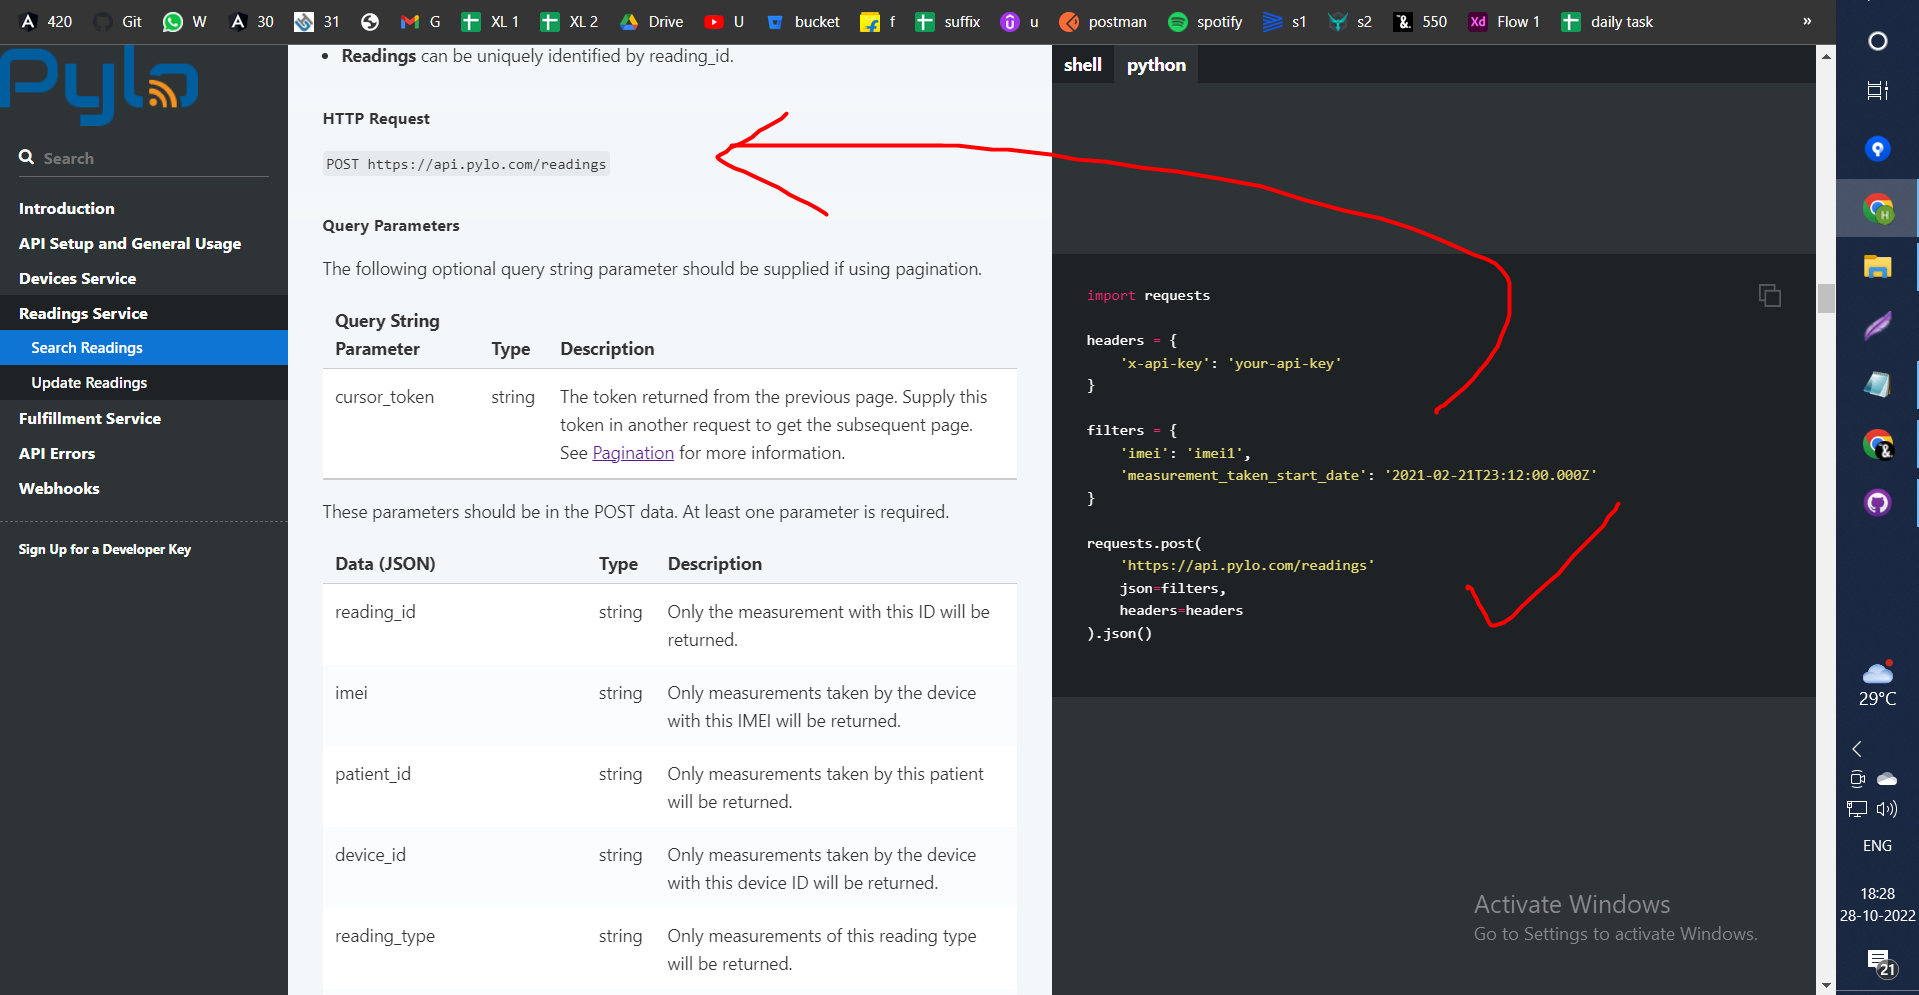 420 Git W 30 31 G XL 1 XL 2 Drive U bucket f suffix u postman spotify s1 s2 550 Xd Flow 1 daily task »
Pylo
Search
Introduction
API Setup and General Usage
Devices Service
Readings Service
Search Readings
Update Readings
Fulfillment Service
API Errors
Webhooks
Sign Up for a Developer Key
• Readings can be uniquely identified by reading_id.
HTTP Request
POST https://api.pylo.com/readings
Query Parameters
The following optional query string parameter should be supplied if using pagination.
Query String
Parameter Type Description
cursor_token string The token returned from the previous page. Supply this
token in another request to get the subsequent page.
See Pagination for more information.
These parameters should be in the POST data. At least one parameter is required.
Data (JSON) Type Description
reading_id string Only the measurement with this ID will be
returned.
imei string Only measurements taken by the device
with this IMEI will be returned.
patient_id string Only measurements taken by this patient
will be returned.
device_id string Only measurements taken by the device
with this device ID will be returned.
reading_type string Only measurements of this reading type
will be returned.
shell python
import requests
headers = {
'x-api-key': 'your-api-key'
}
filters = {
'imei': 'imei1',
'measurement_taken_start_date': '2021-02-21T23:12:00.000Z'
}
requests.post(
'https://api.pylo.com/readings'
json=filters,
headers=headers
).json()
Activate Windows
Go to Settings to activate Windows.
H
&
29°C
ENG
18:28
28-10-2022
21